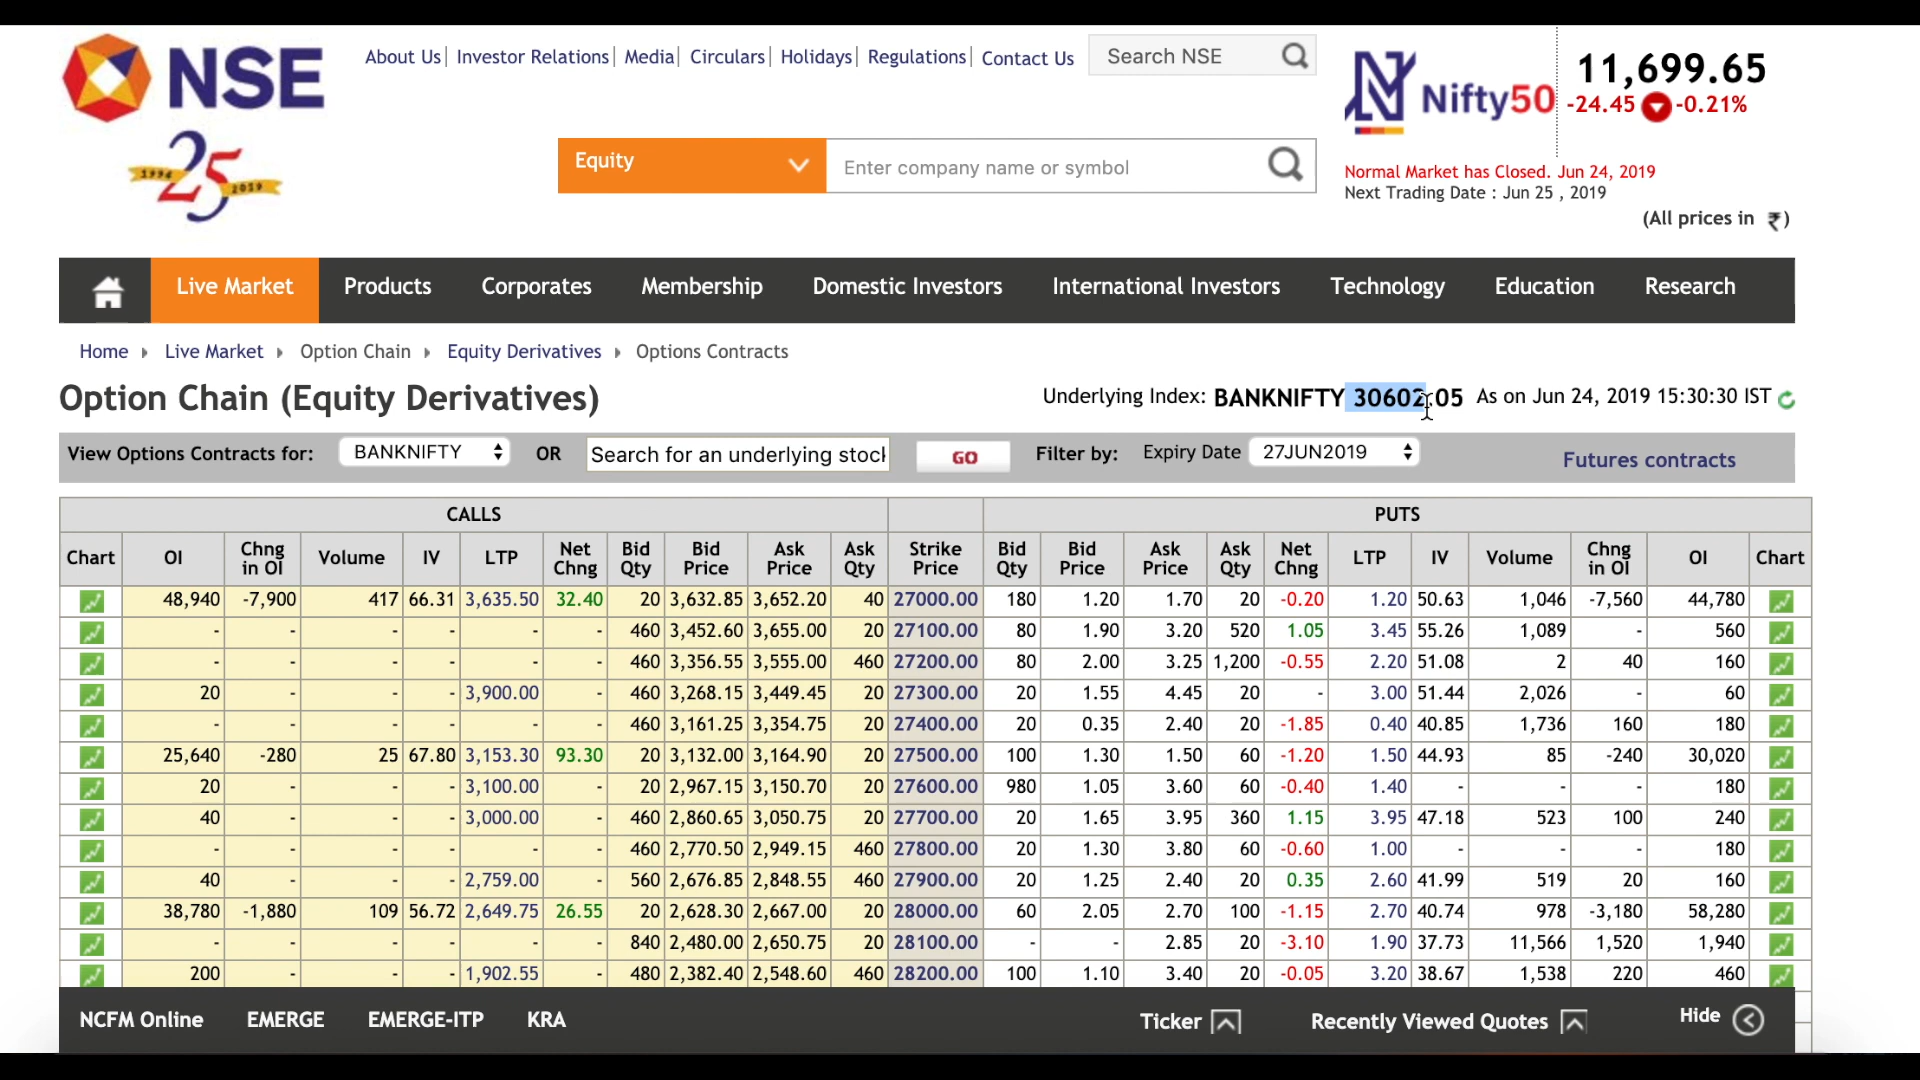 NSE
1994 25 2019
About Us | Investor Relations | Media | Circulars | Holidays | Regulations | Contact Us
Search NSE
Nifty50
11,699.65
-24.45 -0.21%
Equity
Enter company name or symbol
Normal Market has Closed. Jun 24, 2019
Next Trading Date : Jun 25 , 2019
(All prices in ₹)
Live Market Products Corporates Membership Domestic Investors International Investors Technology Education Research
Home Live Market Option Chain Equity Derivatives Options Contracts
Option Chain (Equity Derivatives)
Underlying Index: BANKNIFTY 30602.05 As on Jun 24, 2019 15:30:30 IST
View Options Contracts for: BANKNIFTY OR Search for an underlying stock GO Filter by: Expiry Date 27JUN2019 Futures contracts
CALLS PUTS
Chart OI Chng in OI Volume IV LTP Net Chng Bid Qty Bid Price Ask Price Ask Qty Strike Price Bid Qty Bid Price Ask Price Ask Qty Net Chng LTP IV Volume Chng in OI OI Chart
48,940 -7,900 417 66.31 3,635.50 32.40 20 3,632.85 3,652.20 40 27000.00 180 1.20 1.70 20 -0.20 1.20 50.63 1,046 -7,560 44,780
- - - - - - 460 3,452.60 3,655.00 20 27100.00 80 1.90 3.20 520 1.05 3.45 55.26 1,089 - 560
- - - - - - 460 3,356.55 3,555.00 460 27200.00 80 2.00 3.25 1,200 -0.55 2.20 51.08 2 40 160
20 - - - 3,900.00 - 460 3,268.15 3,449.45 20 27300.00 20 1.55 4.45 20 - 3.00 51.44 2,026 - 60
- - - - - - 460 3,161.25 3,354.75 20 27400.00 20 0.35 2.40 20 -1.85 0.40 40.85 1,736 160 180
25,640 -280 25 67.80 3,153.30 93.30 20 3,132.00 3,164.90 20 27500.00 100 1.30 1.50 60 -1.20 1.50 44.93 85 -240 30,020
20 - - - 3,100.00 - 20 2,967.15 3,150.70 20 27600.00 980 1.05 3.60 60 -0.40 1.40 - - - 180
40 - - - 3,000.00 - 460 2,860.65 3,050.75 20 27700.00 20 1.65 3.95 360 1.15 3.95 47.18 523 100 240
- - - - - - 460 2,770.50 2,949.15 460 27800.00 20 1.30 3.80 60 -0.60 1.00 - - - 180
40 - - - 2,759.00 - 560 2,676.85 2,848.55 460 27900.00 20 1.25 2.40 20 0.35 2.60 41.99 519 20 160
38,780 -1,880 109 56.72 2,649.75 26.55 20 2,628.30 2,667.00 20 28000.00 60 2.05 2.70 100 -1.15 2.70 40.74 978 -3,180 58,280
- - - - - - 840 2,480.00 2,650.75 20 28100.00 - - 2.85 20 -3.10 1.90 37.73 11,566 1,520 1,940
200 - - - 1,902.55 - 480 2,382.40 2,548.60 460 28200.00 100 1.10 3.40 20 -0.05 3.20 38.67 1,538 220 460
NCFM Online EMERGE EMERGE-ITP KRA Ticker Recently Viewed Quotes Hide